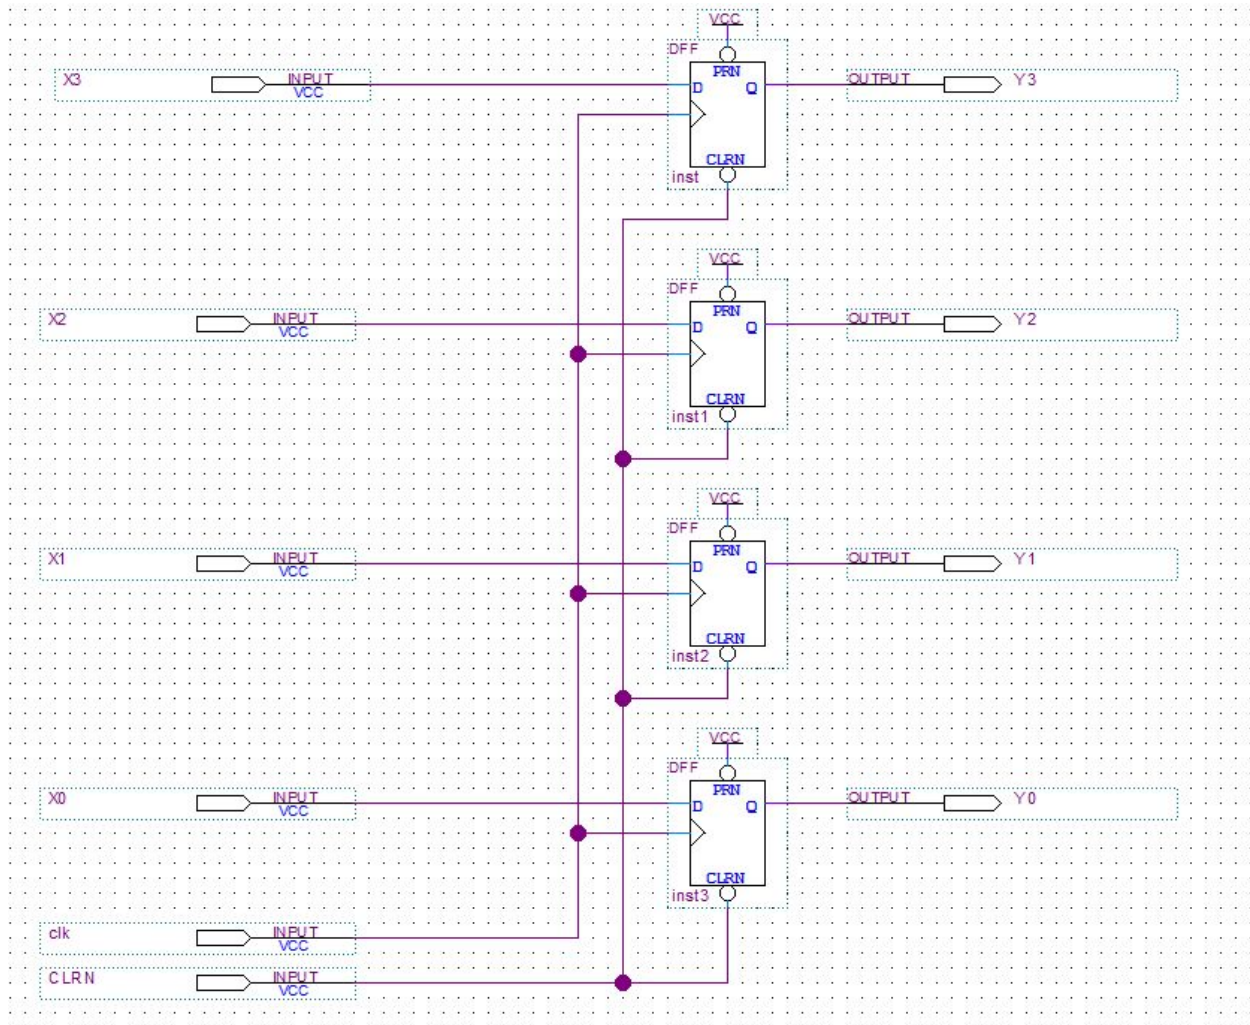 VCC
DFF
X3 INPUT VCC
PRN
D Q
OUTPUT Y3
CLRN
inst
VCC
DFF
X2 INPUT VCC
PRN
D Q
OUTPUT Y2
CLRN
inst1
VCC
DFF
X1 INPUT VCC
PRN
D Q
OUTPUT Y1
CLRN
inst2
VCC
DFF
X0 INPUT VCC
PRN
D Q
OUTPUT Y0
CLRN
inst3
clk INPUT VCC
CLRN INPUT VCC